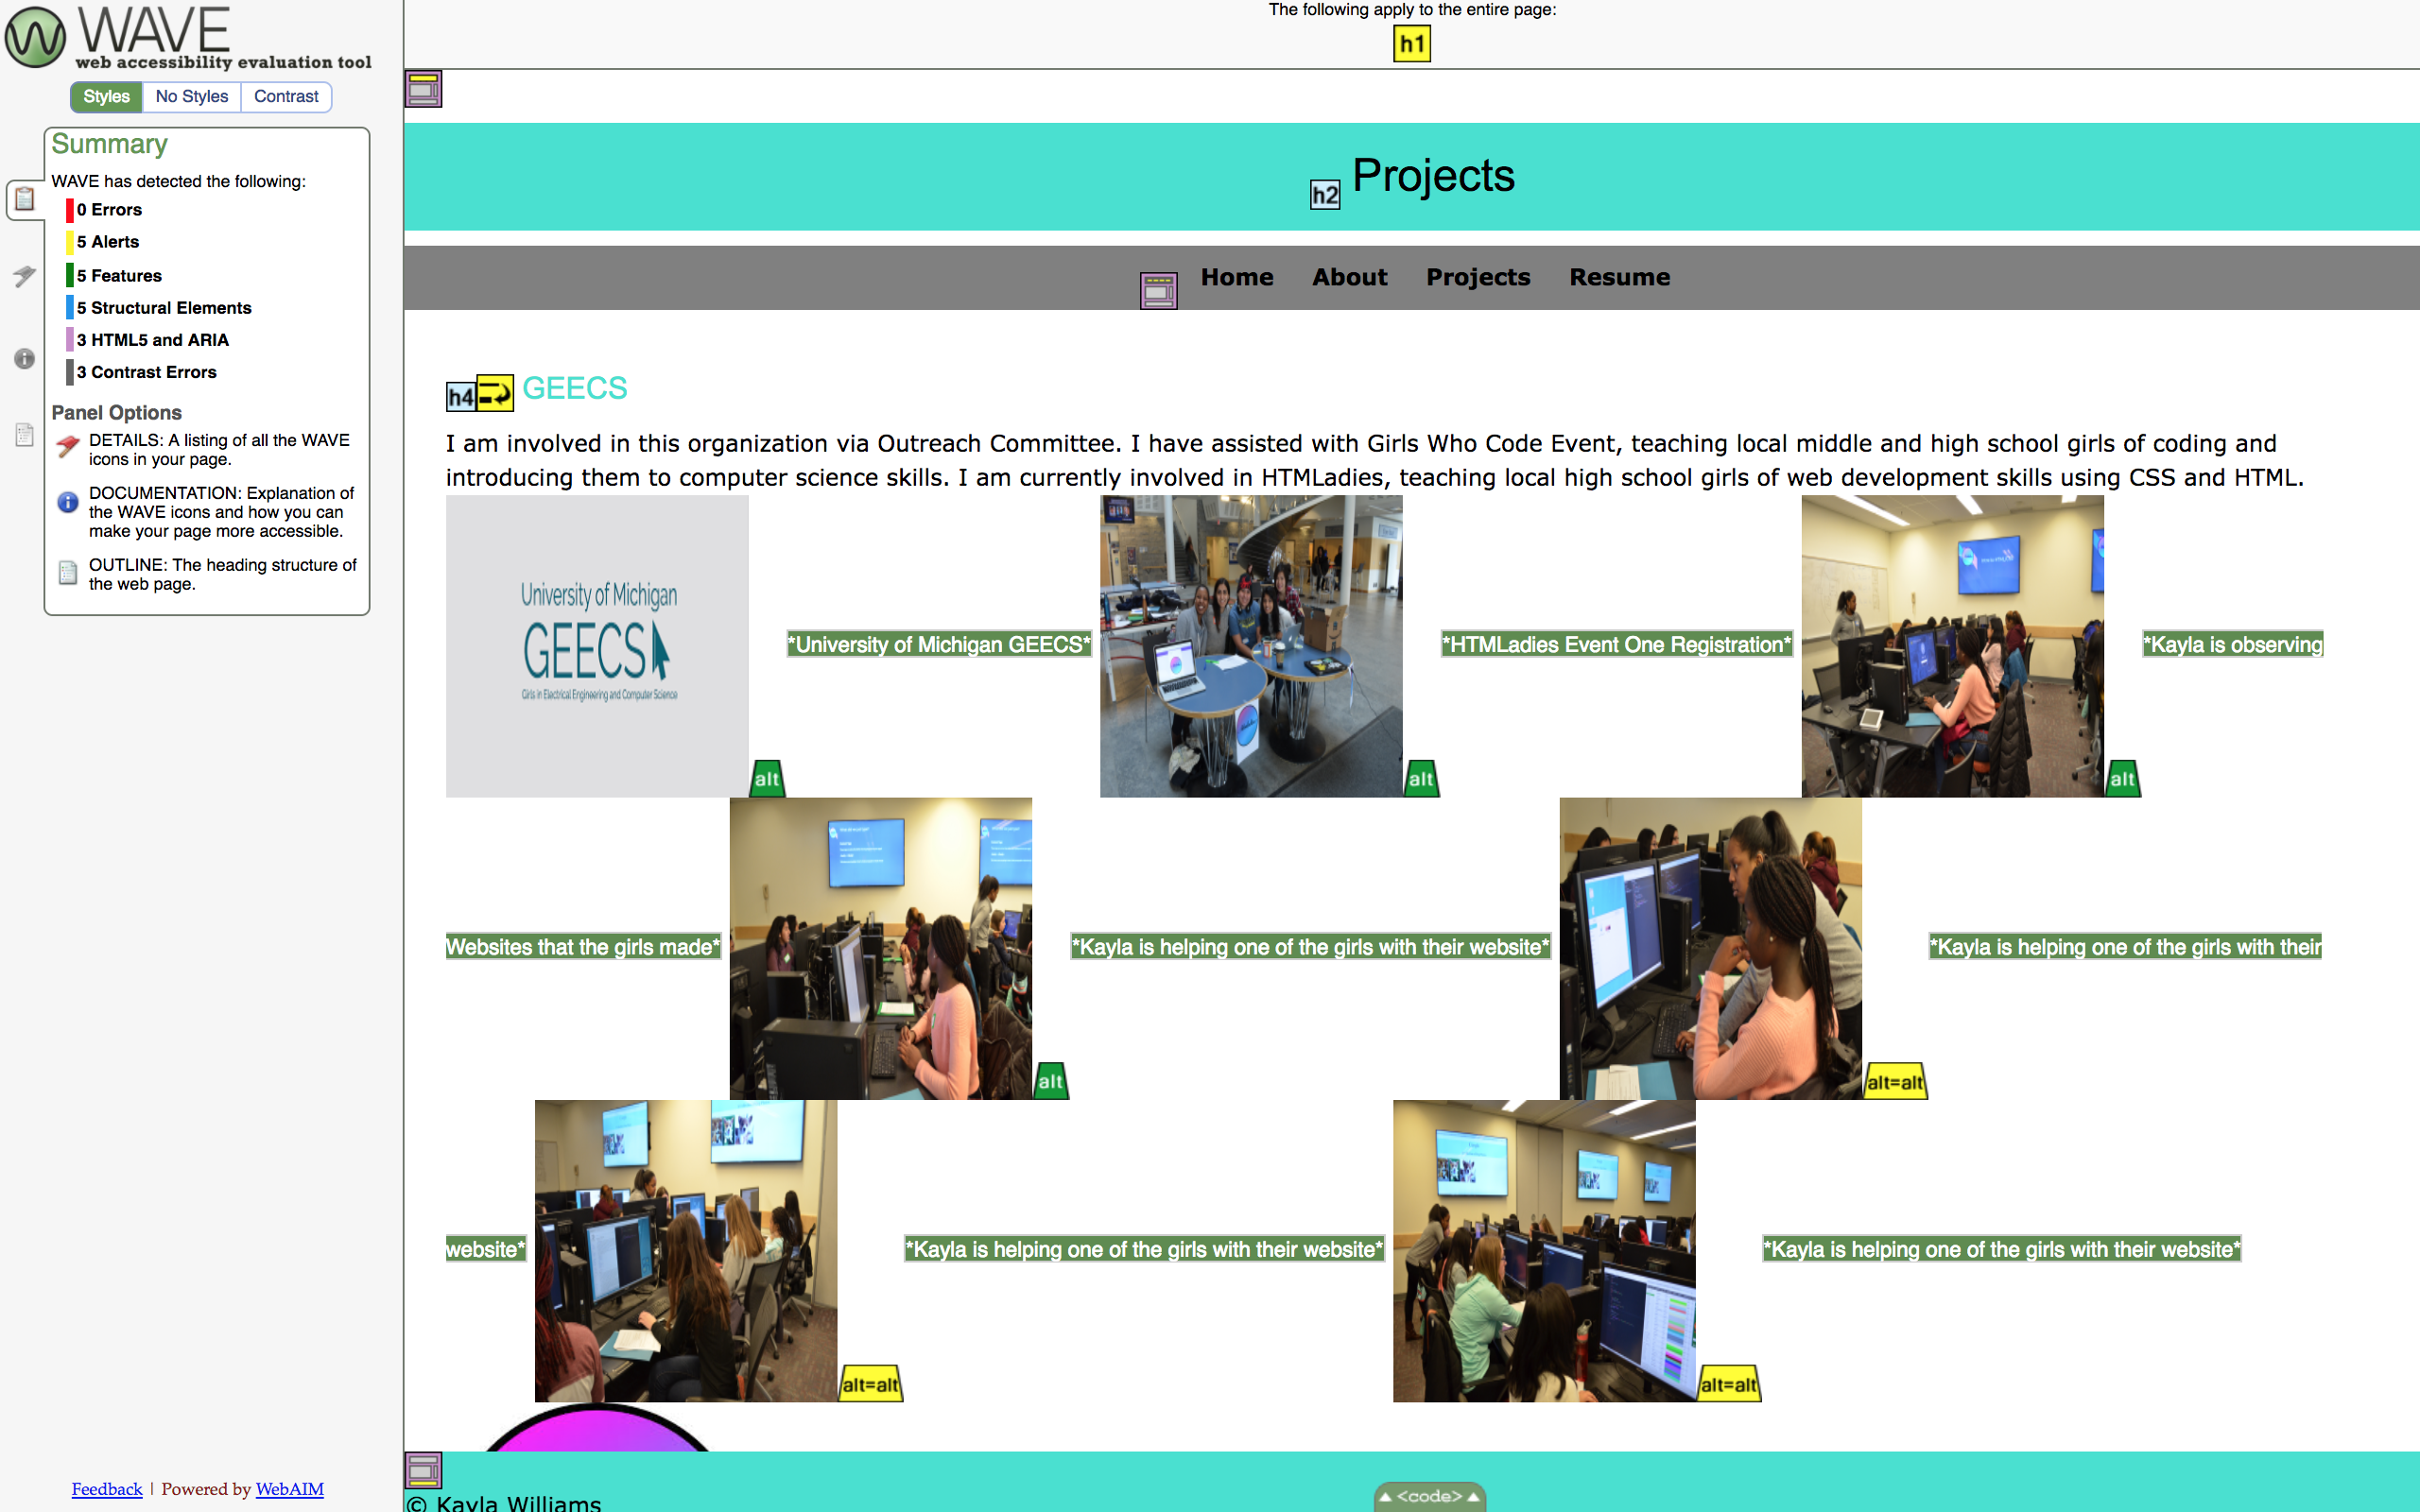 WAVE
web accessibility evaluation tool
Styles No Styles Contrast
Summary
WAVE has detected the following:
0 Errors
5 Alerts
5 Features
5 Structural Elements
3 HTML5 and ARIA
3 Contrast Errors
Panel Options
DETAILS: A listing of all the WAVE
icons in your page.
DOCUMENTATION: Explanation of
the WAVE icons and how you can
make your page more accessible.
OUTLINE: The heading structure of
the web page.
Feedback | Powered by WebAIM
The following apply to the entire page:
h1
h2 Projects
Home About Projects Resume
h4 GEECS
I am involved in this organization via Outreach Committee. I have assisted with Girls Who Code Event, teaching local middle and high school girls of coding and
introducing them to computer science skills. I am currently involved in HTMLadies, teaching local high school girls of web development skills using CSS and HTML.
University of Michigan
GEECS
Girls in Electrical Engineering and Computer Science
alt *University of Michigan GEECS* alt *HTMLadies Event One Registration* alt *Kayla is observing
Websites that the girls made* alt *Kayla is helping one of the girls with their website* alt=alt *Kayla is helping one of the girls with their
website* alt=alt *Kayla is helping one of the girls with their website* alt=alt *Kayla is helping one of the girls with their website*
© Kayla Williams
<code>